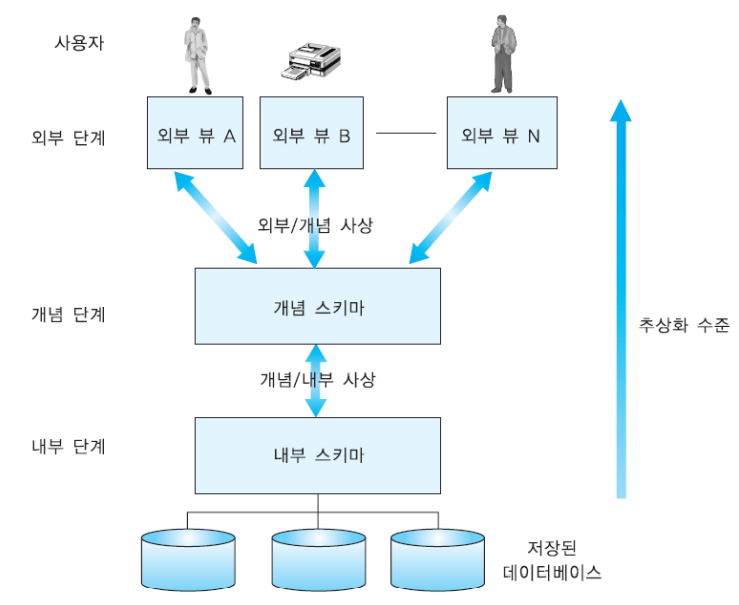 사용자
외부 단계
외부 뷰 A
외부 뷰 B
외부 뷰 N
외부/개념 사상
개념 단계
개념 스키마
추상화 수준
개념/내부 사상
내부 단계
내부 스키마
저장된
데이터베이스